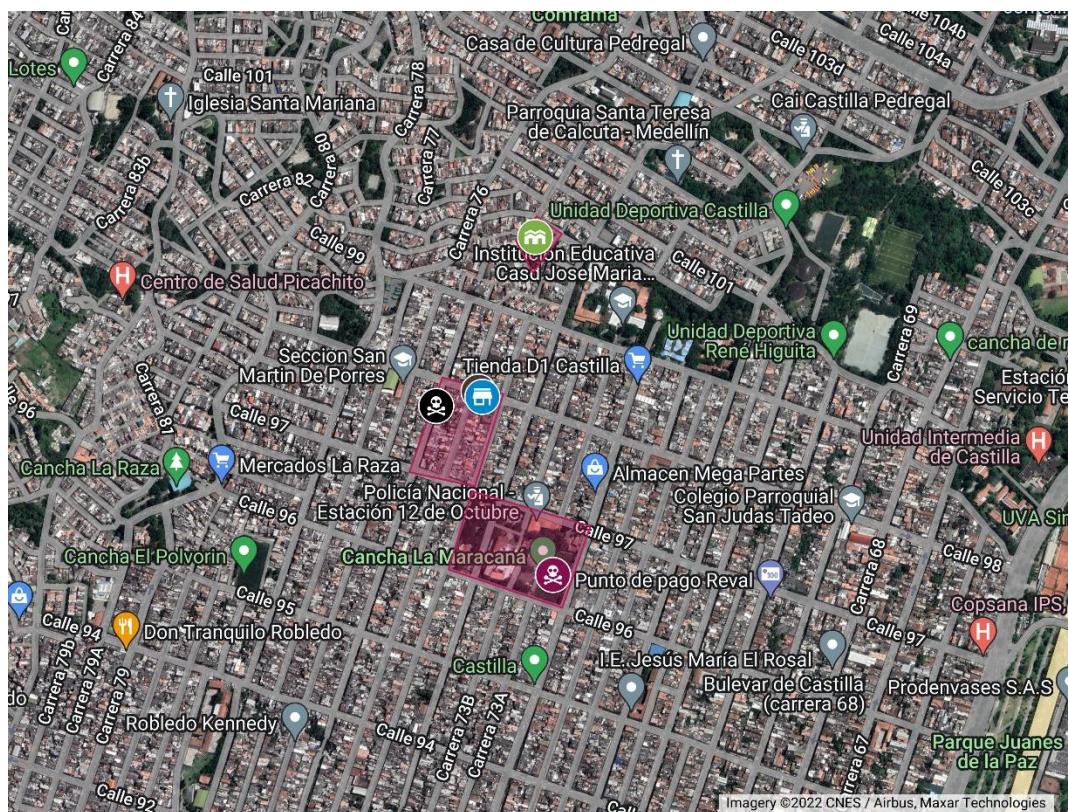 Comfama
Carrera 84
Casa de Cultura Pedregal
Calle 104b
Calle 104a
Calle 103d
Lotes
Calle 101
Carrera 78
Iglesia Santa Mariana
Carrera 80
Carrera 77
Parroquia Santa Teresa
de Calcuta - Medellín
Cai Castilla Pedregal
Carrera 83b
Carrera 82
Carrera 76
Calle 103c
Unidad Deportiva Castilla
Calle 99
Institución Educativa
Casd Jose Maria...
Calle 101
Centro de Salud Picachito
Carrera 69
Unidad Deportiva
René Higuita
cancha de r
Seccion San
Martin De Porres
Tienda D1 Castilla
Estación
Servicio Te
Carrera 81
Calle 97
96
Unidad Intermedia
de Castilla
Cancha La Raza
Mercados La Raza
Almacen Mega Partes
Policía Nacional -
Estación 12 de Octubre
Colegio Parroquial
San Judas Tadeo
Calle 96
UVA Sin
Calle 97
Carrera 68
Calle 98
Cancha El Polvorin
Cancha La Maracaná
Punto de pago Reval
Calle 95
Calle 94
Calle 96
Calle 97
Copsana IPS,
Don Tranquilo Robledo
Carrera 79b
Carrera 79A
Carrera 79
Castilla
I.E. Jesús María El Rosal
Bulevar de Castilla
(carrera 68)
Prodenvases S.A.S
do
Carrera 73B
Carrera 73A
Robledo Kennedy
Calle 94
Carrera 67
Parque Juanes
de la Paz
Calle 92
Imagery ©2022 CNES / Airbus, Maxar Technologies